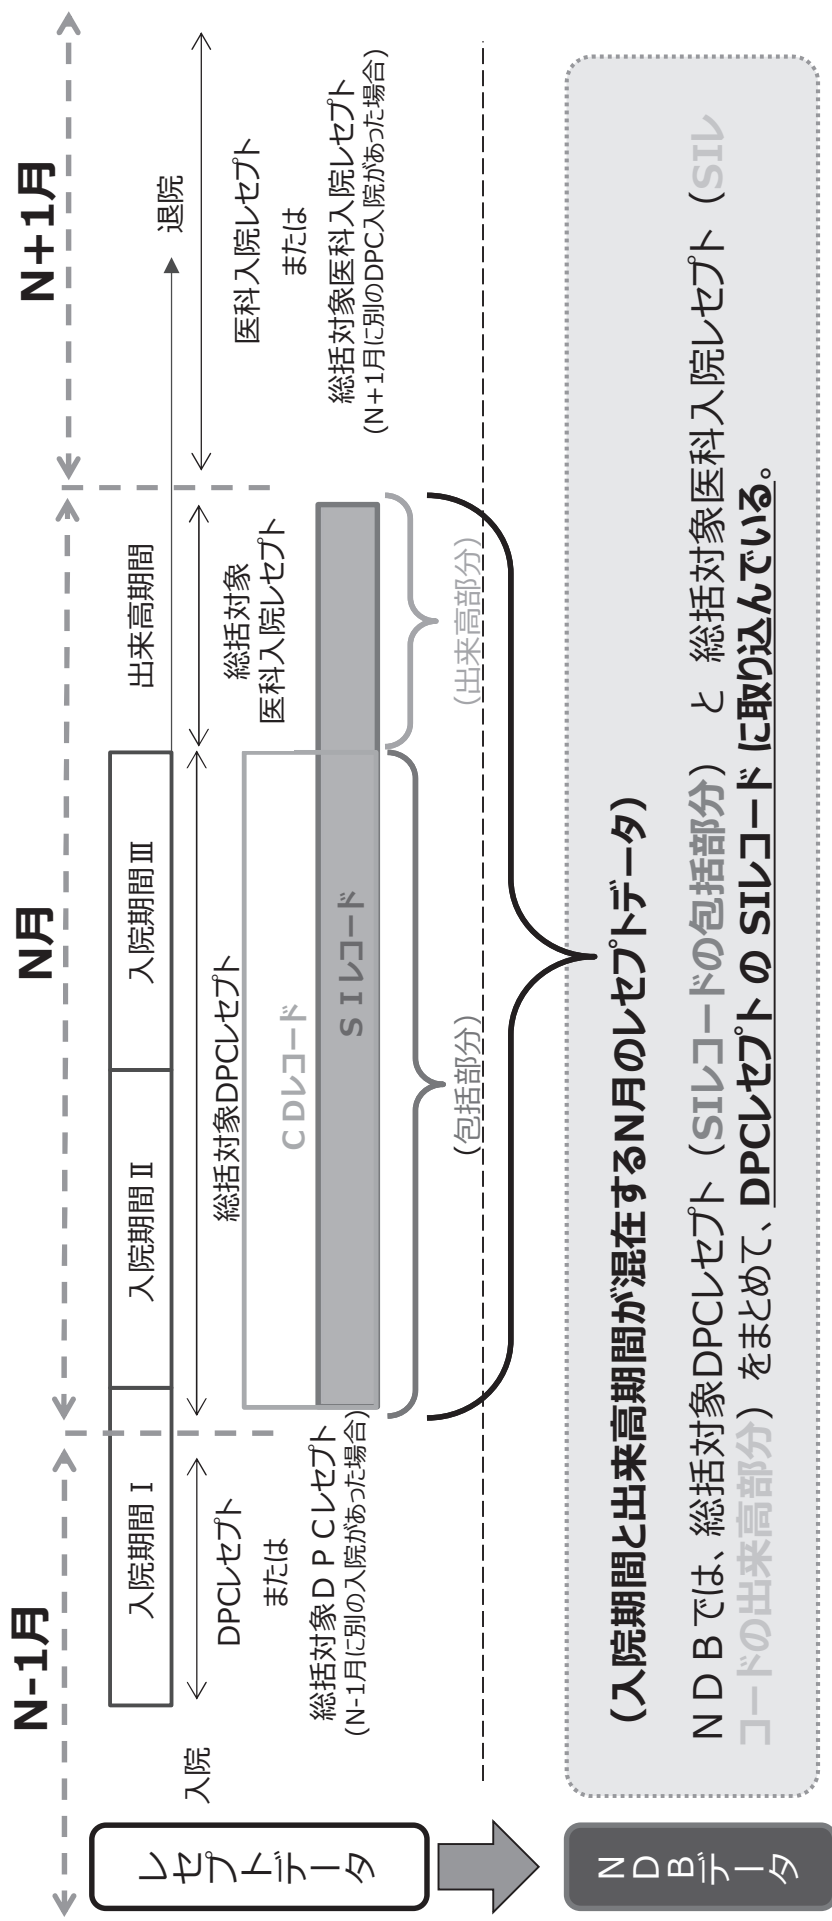 N-1月
N月
N+1月
レセプトデータ
入院
入院期間Ⅰ
入院期間Ⅱ
入院期間Ⅲ
出来高期間
退院
DPCレセプト
または
総括対象ＤＰＣレセプト
（N-1月に別の入院があった場合）
総括対象DPCレセプト
総括対象
医科入院レセプト
医科入院レセプト
または
総括対象医科入院レセプト
（N+1月に別のDPC入院があった場合）
ＣＤレコード
ＳＩレコード
（包括部分）
（出来高部分）
ＮＤＢデータ
（入院期間と出来高期間が混在するN月のレセプトデータ）
ＮＤＢでは、総括対象DPCレセプト（SIレコードの包括部分） と 総括対象医科入院レセプト（SIレ
コードの出来高部分）をまとめて、DPCレセプト の SIレコード に取り込んでいる。